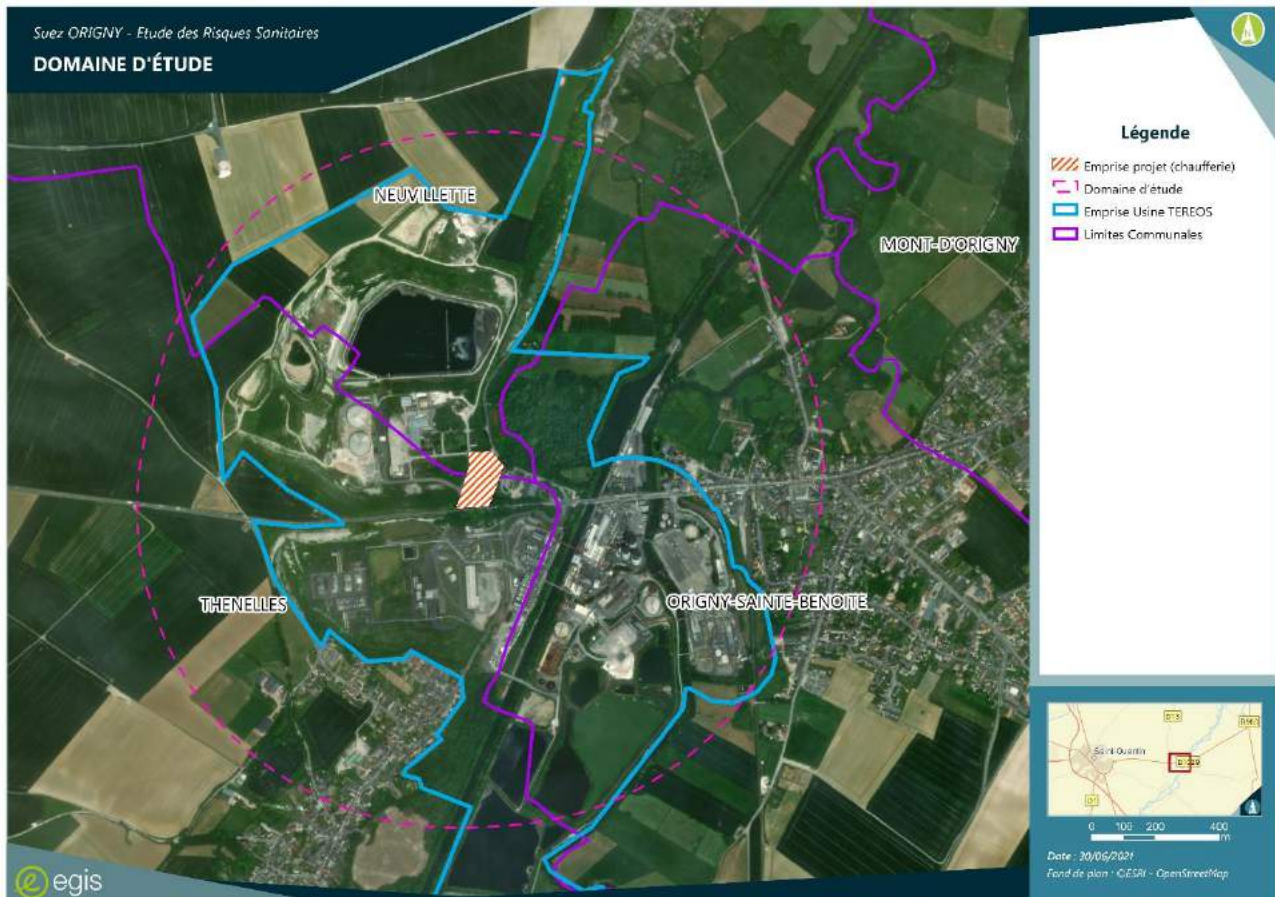 Suez ORIGNY - Etude des Risques Sanitaires
DOMAINE D'ÉTUDE
N
NEUVILLETTE
MONT-D'ORIGNY
THENELLES
ORIGNY-SAINTE-BENOITE
Légende
Emprise projet (chaufferie)
Domaine d'étude
Emprise Usine TEREOS
Limites Communales
Saint-Quentin
D1029
0 100 200 400
m
Date : 30/06/2021
Fond de plan : ©ESRI - OpenStreetMap
egis